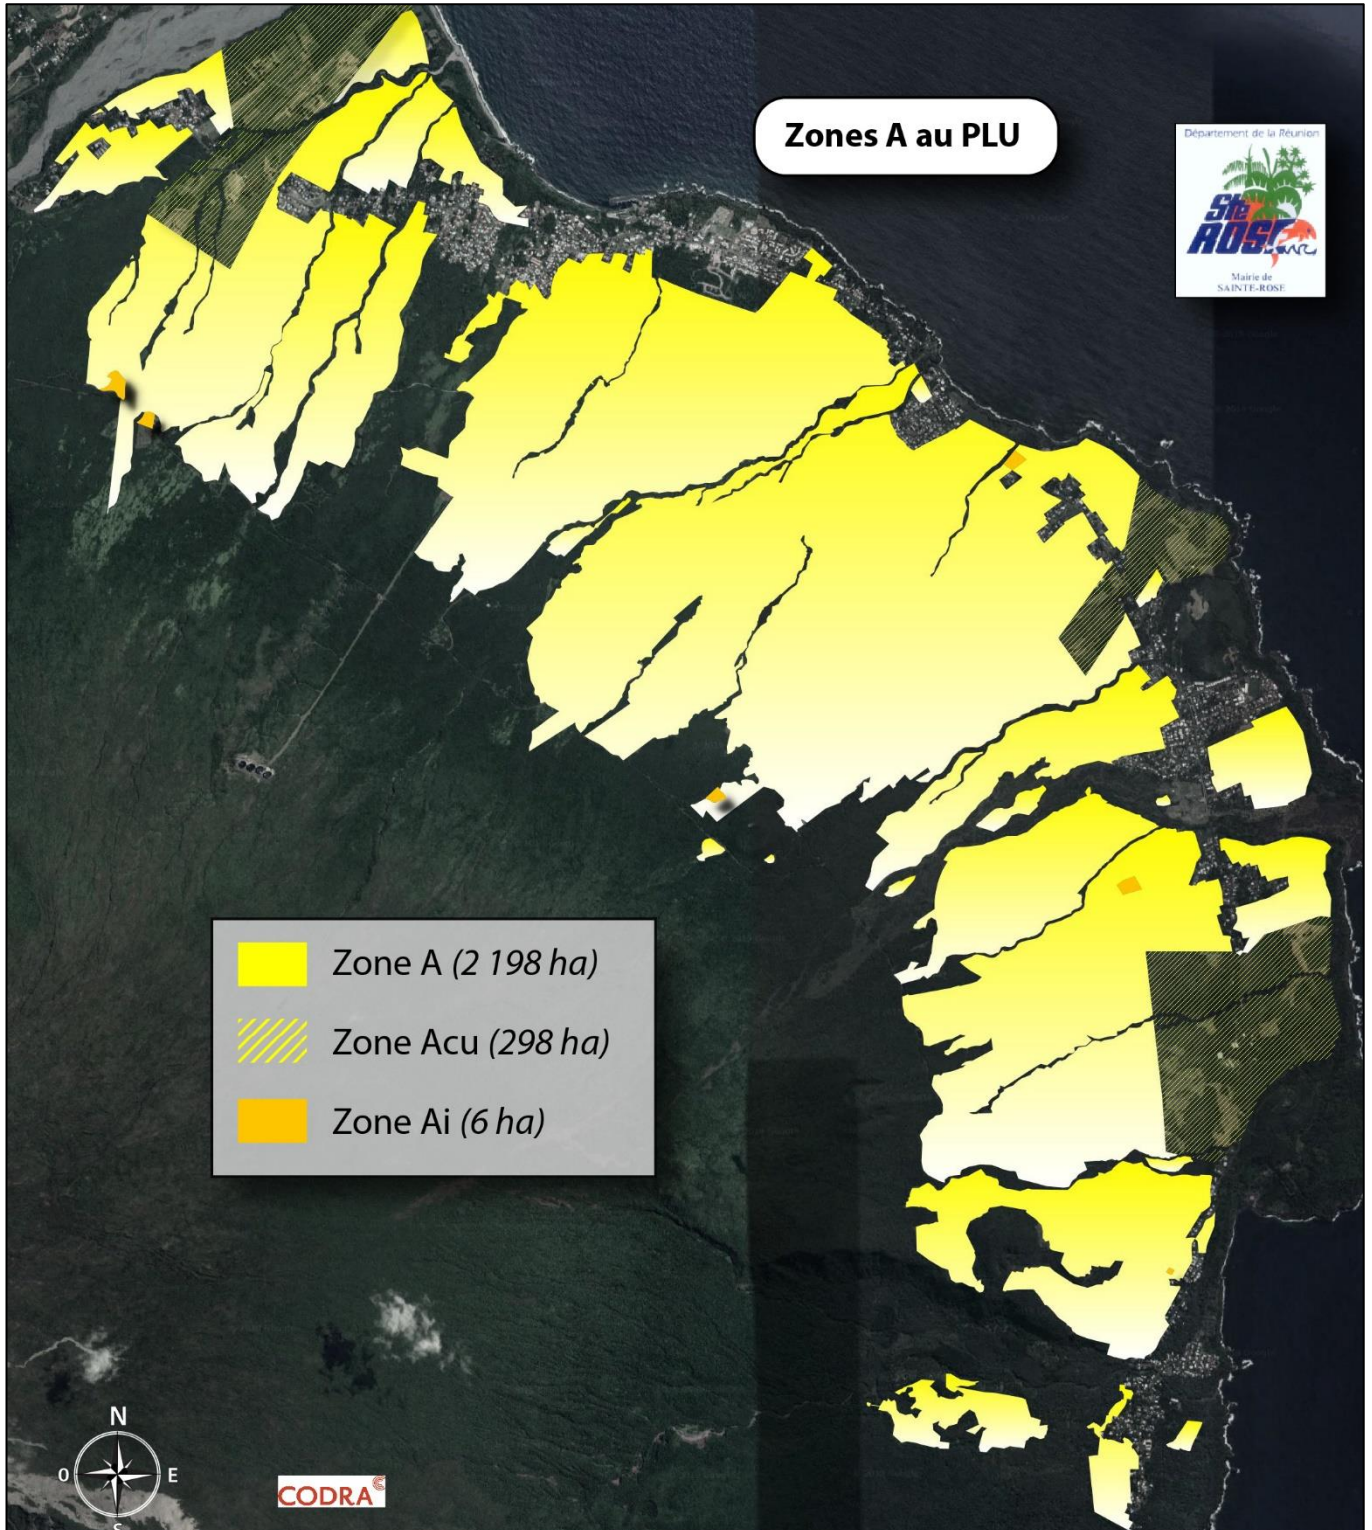 Zones A au PLU
Département de la Réunion
Ste
ROSE
Mairie de
SAINTE-ROSE
Zone A (2 198 ha)
Zone Acu (298 ha)
Zone Ai (6 ha)
N
O
E
S
CODRA